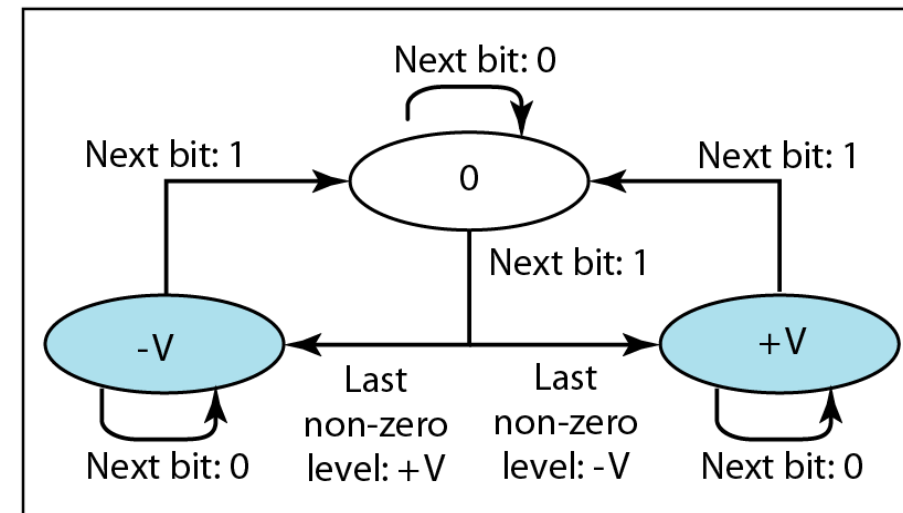 Next bit: 0
Next bit: 1
Next bit: 1
0
Next bit: 1
-V
+V
Last
non-zero
level: +V
Last
non-zero
level: -V
Next bit: 0
Next bit: 0